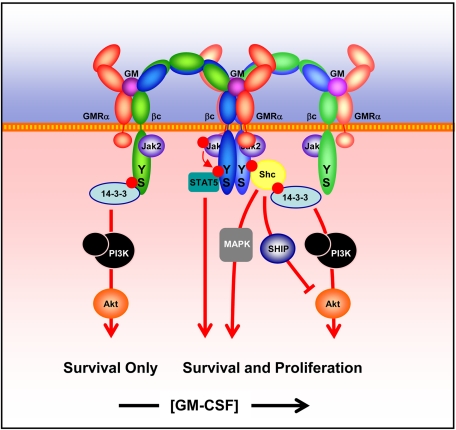 GM GM GM
GMRα βc βc GMRα βc GMRα
Jak2 Jak Jak2 Jak
Y Y Y Y
S S S S
STAT5 Shc
14-3-3 14-3-3
MAPK SHIP
PI3K PI3K
Akt Akt
Survival Only Survival and Proliferation
[GM-CSF]